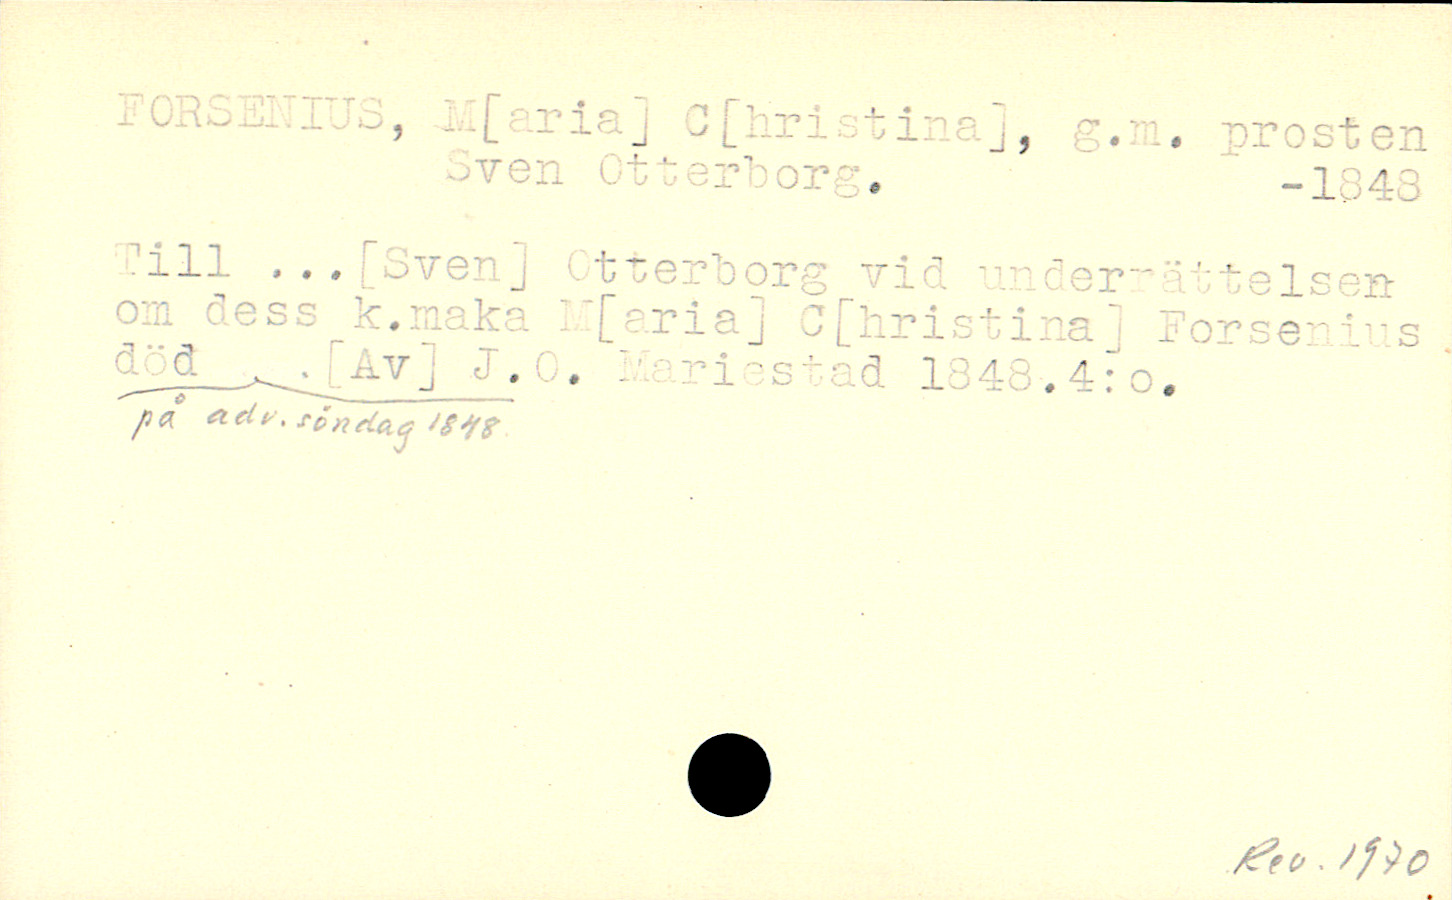 FORSENIUS, M[aria] C[hristina], g.m. prosten
Sven Otterborg. -1848
Till ...[Sven] Otterborg vid underrättelsen
om dess k.maka M[aria] C[hristina] Forsenius
död . .[Av] J.O. Mariestad 1848.4:o.
på adv.söndag 1848
Rev. 1970